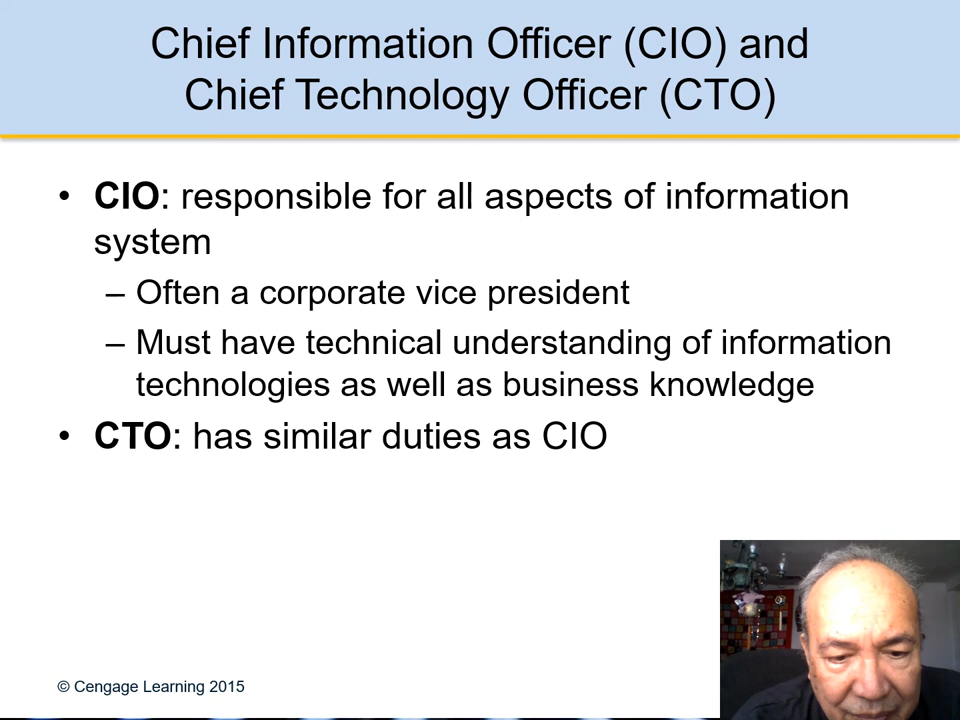 Chief Information Officer (CIO) and
Chief Technology Officer (CTO)
• CIO: responsible for all aspects of information
system
– Often a corporate vice president
– Must have technical understanding of information
technologies as well as business knowledge
• CTO: has similar duties as CIO
© Cengage Learning 2015